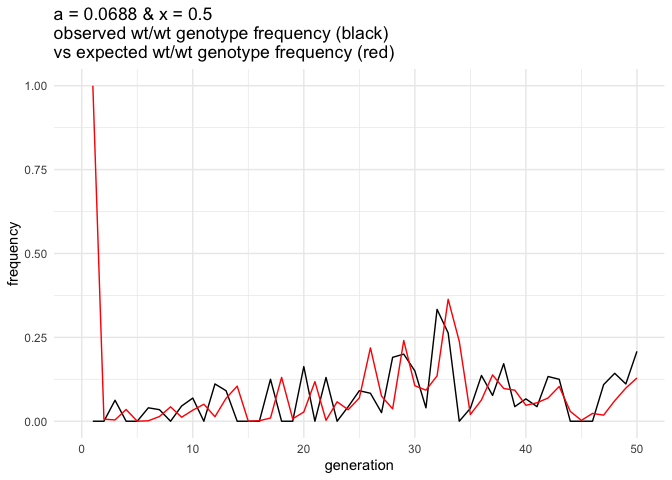 a = 0.0688 & x = 0.5
observed wt/wt genotype frequency (black)
vs expected wt/wt genotype frequency (red)
1.00
0.75
0.50
0.25
0.00
frequency
0 10 20 30 40 50
generation